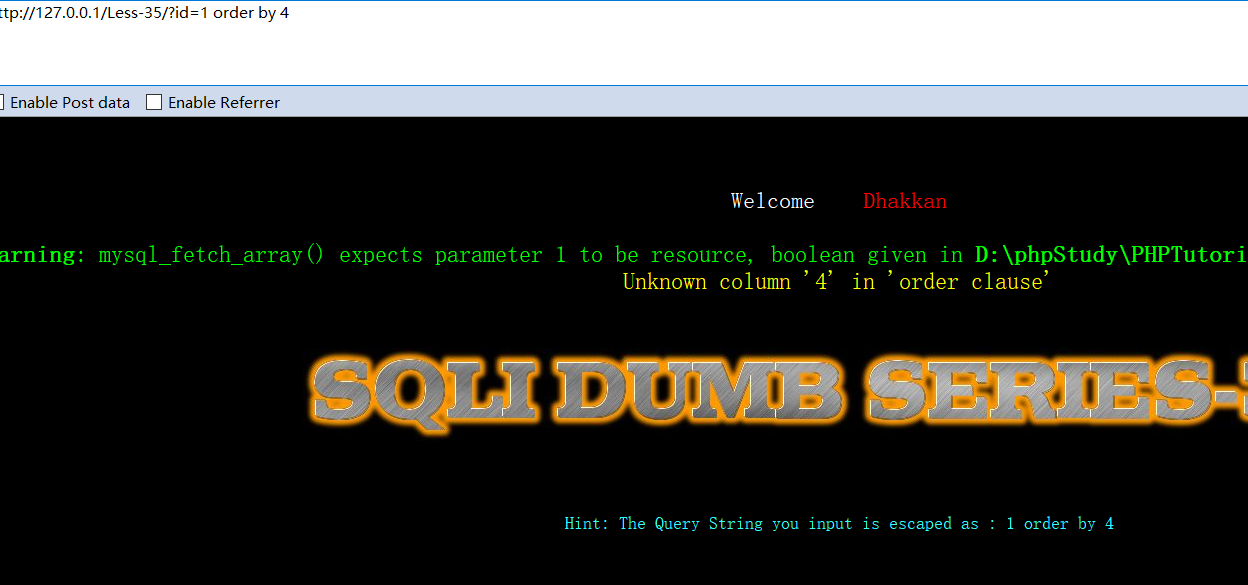 ttp://127.0.0.1/Less-35/?id=1 order by 4
Enable Post data Enable Referrer
Welcome Dhakkan
arning: mysql_fetch_array() expects parameter 1 to be resource, boolean given in D:\phpStudy\PHPTutori
Unknown column '4' in 'order clause'
SQLI DUMB SERIES-
Hint: The Query String you input is escaped as : 1 order by 4